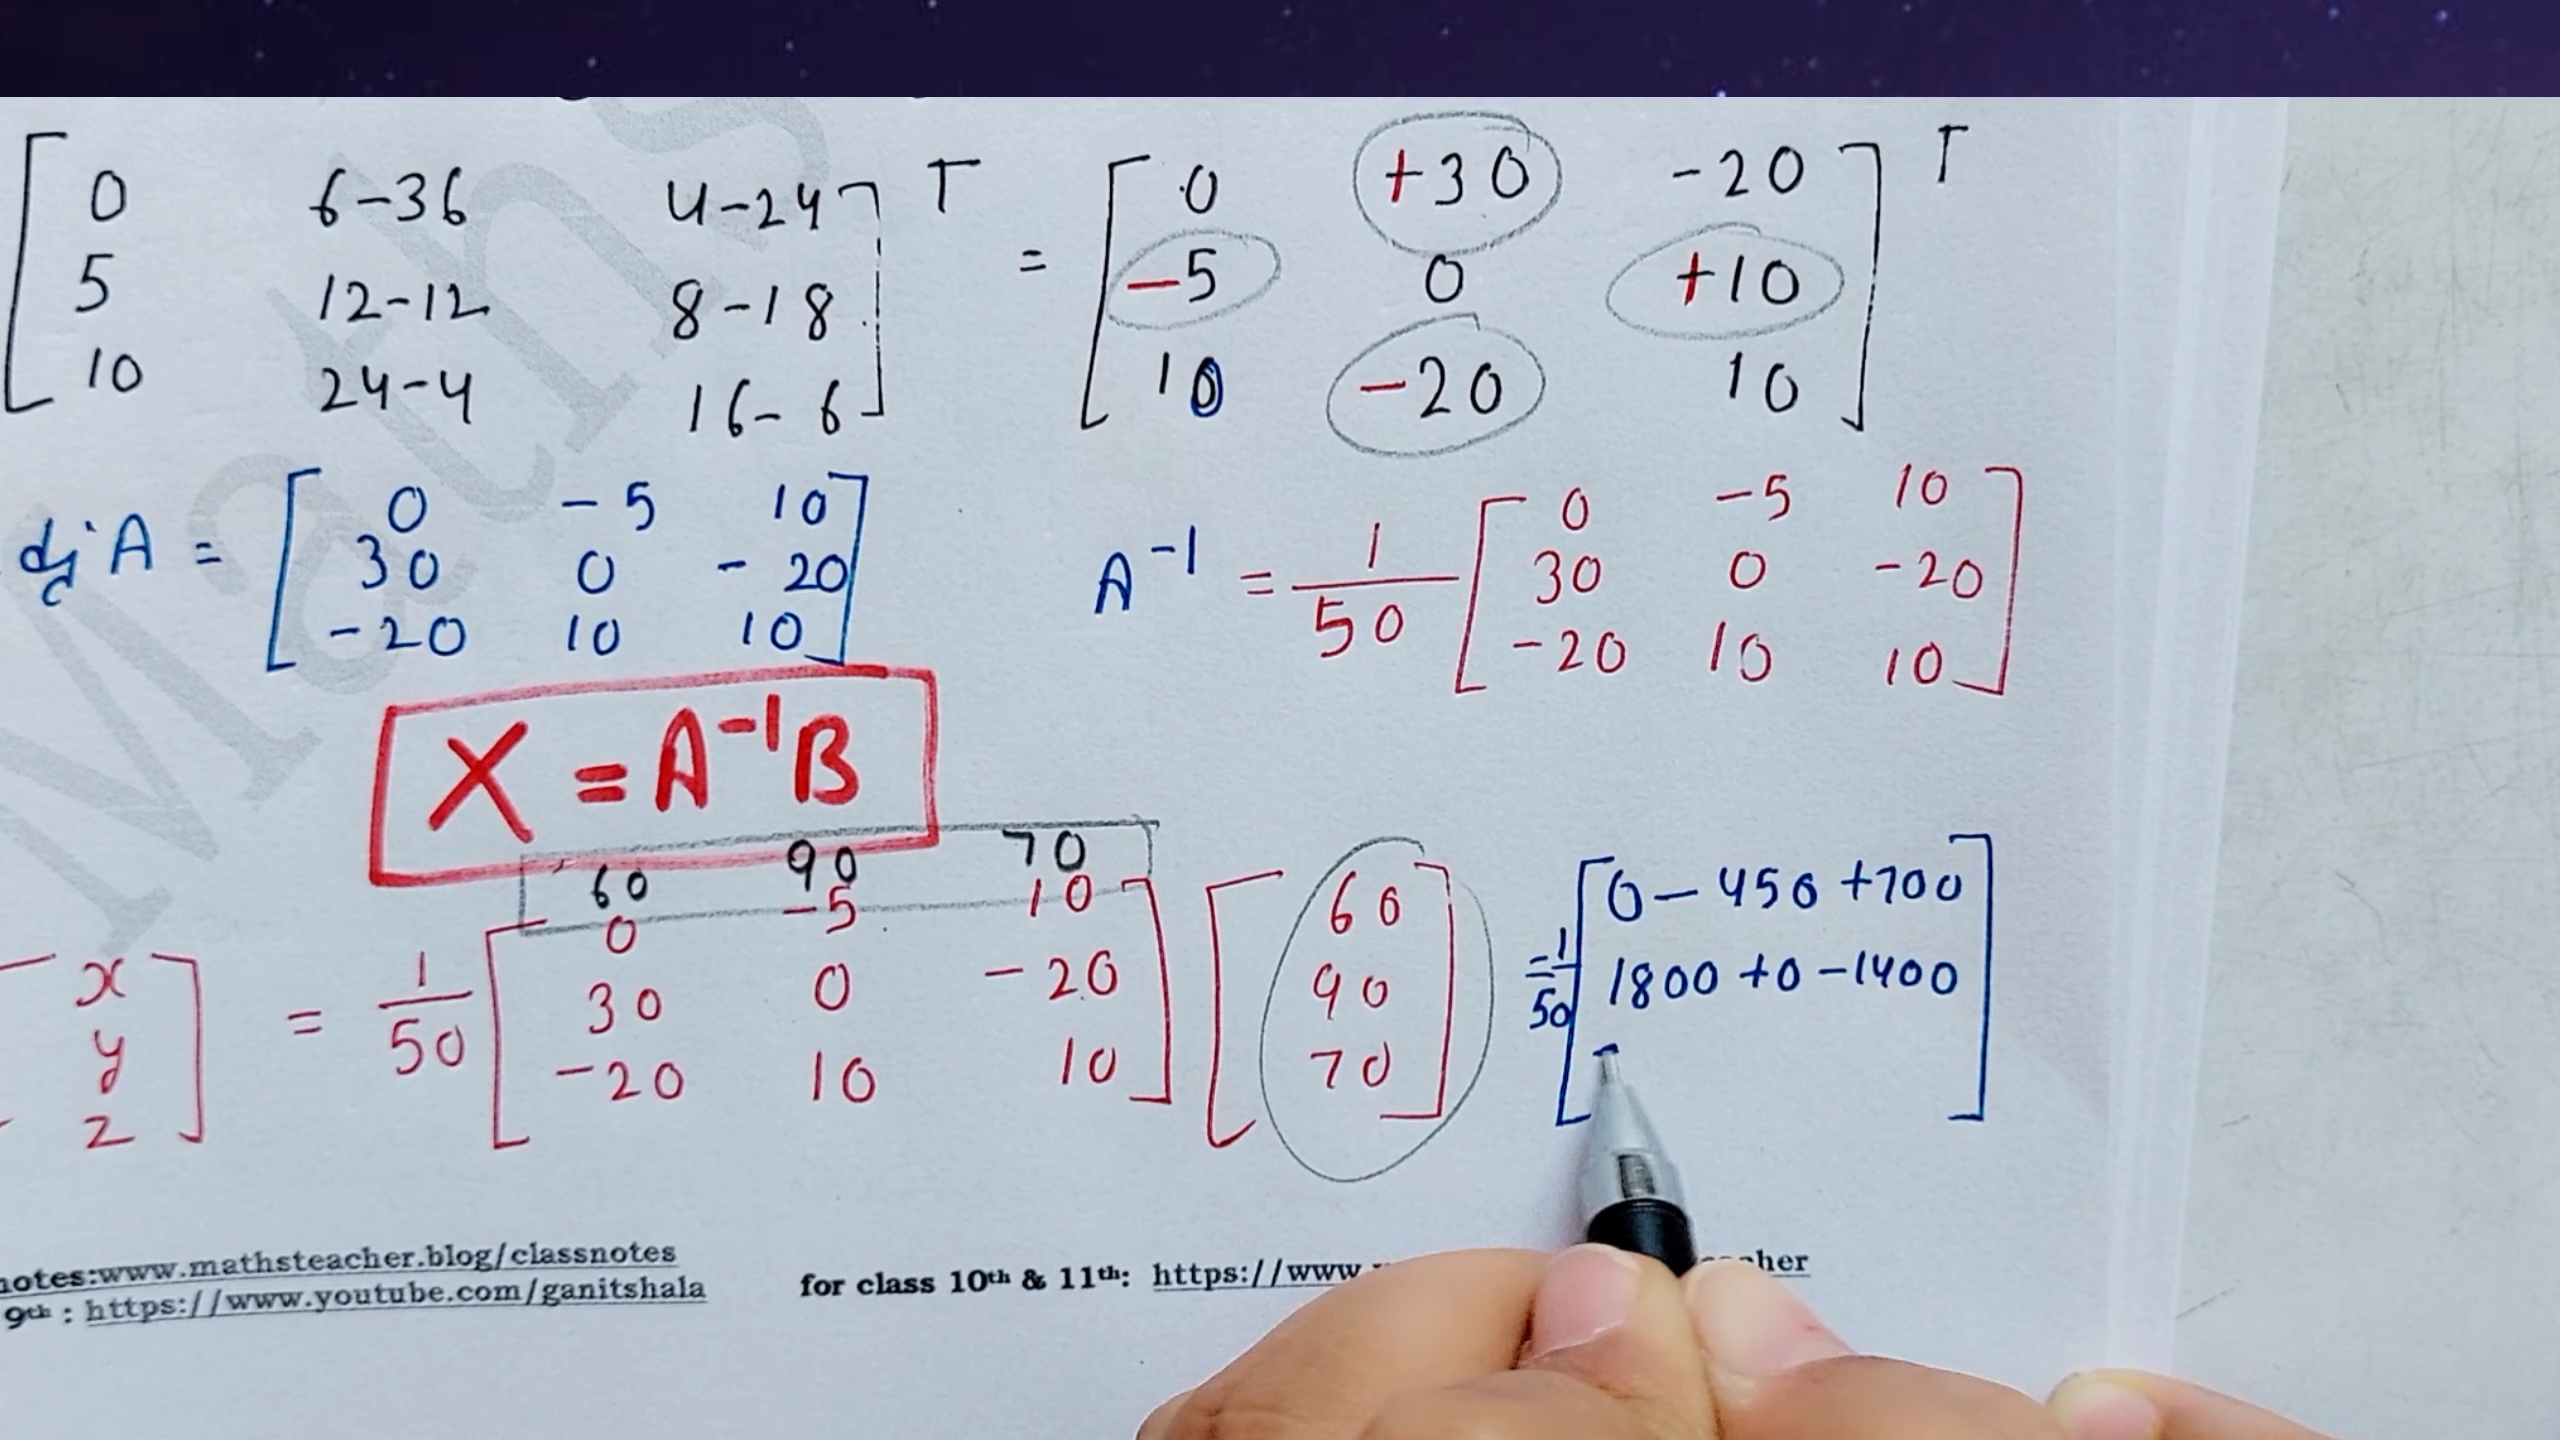 [0 6-36 4-24]T = [0 +30 -20]T
[5 12-12 8-18] [-5 0 +10]
[10 24-4 16-6] [10 -20 10]
dj A = [0 -5 10]
[30 0 -20]
[-20 10 10]
A⁻¹ = 1/50 [0 -5 10]
[30 0 -20]
[-20 10 10]
X = A⁻¹B
60 90 70
[x] = 1/50 [0 -5 10] [60] = 1/50 [0 - 450 + 700]
[y] [30 0 -20] [90] [1800 + 0 - 1400]
[z] [-20 10 10] [70] [-
notes:www.mathsteacher.blog/classnotes
9th : https://www.youtube.com/ganitshala
for class 10th & 11th: https://www
Maths